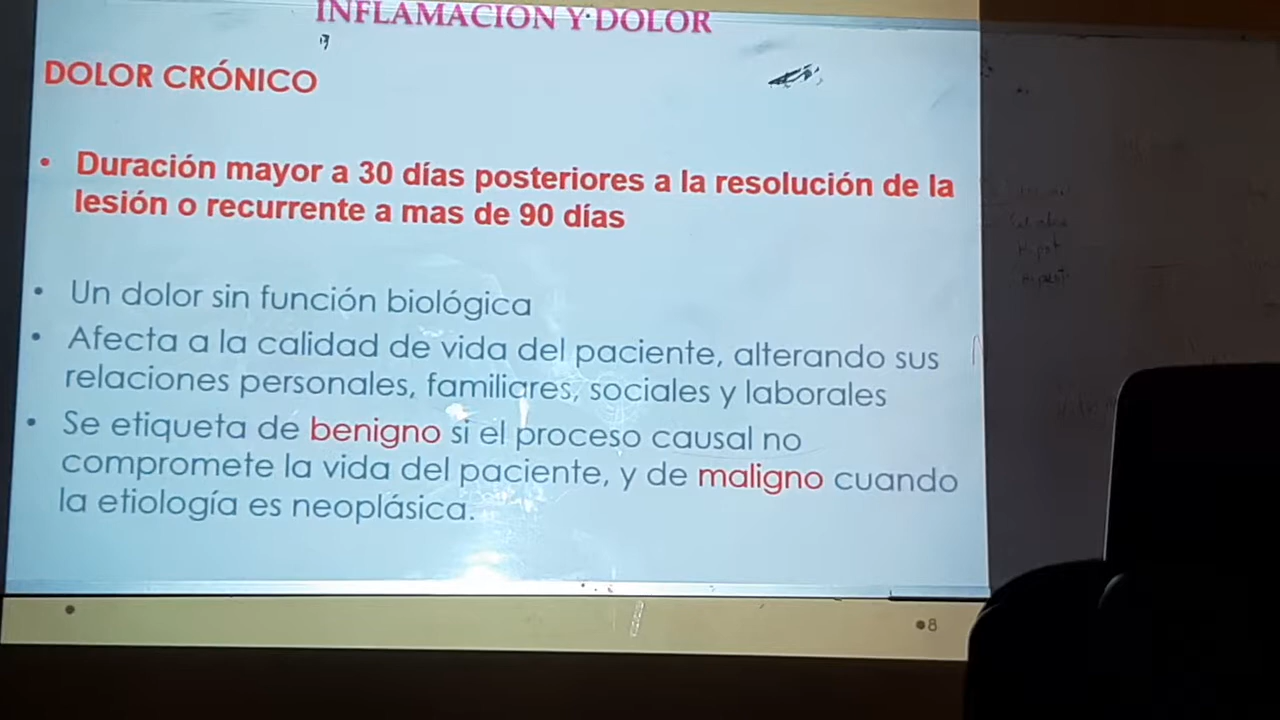 INFLAMACION Y DOLOR
DOLOR CRÓNICO
• Duración mayor a 30 días posteriores a la resolución de la
lesión o recurrente a mas de 90 días
• Un dolor sin función biológica
• Afecta a la calidad de vida del paciente, alterando sus
relaciones personales, familiares, sociales y laborales
• Se etiqueta de benigno si el proceso causal no
compromete la vida del paciente, y de maligno cuando
la etiología es neoplásica.
•8